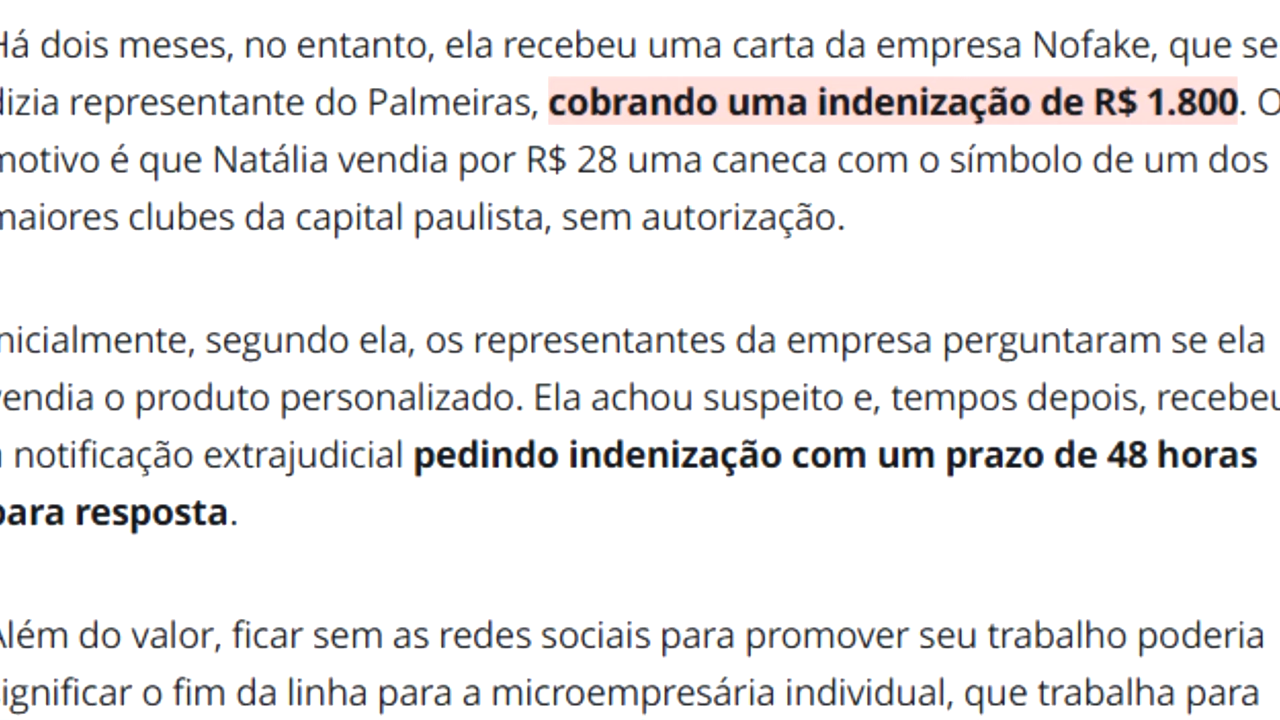 Há dois meses, no entanto, ela recebeu uma carta da empresa Nofake, que se
dizia representante do Palmeiras, cobrando uma indenização de R$ 1.800. O
motivo é que Natália vendia por R$ 28 uma caneca com o símbolo de um dos
maiores clubes da capital paulista, sem autorização.
Inicialmente, segundo ela, os representantes da empresa perguntaram se ela
vendia o produto personalizado. Ela achou suspeito e, tempos depois, recebeu
a notificação extrajudicial pedindo indenização com um prazo de 48 horas
para resposta.
Além do valor, ficar sem as redes sociais para promover seu trabalho poderia
significar o fim da linha para a microempresária individual, que trabalha para